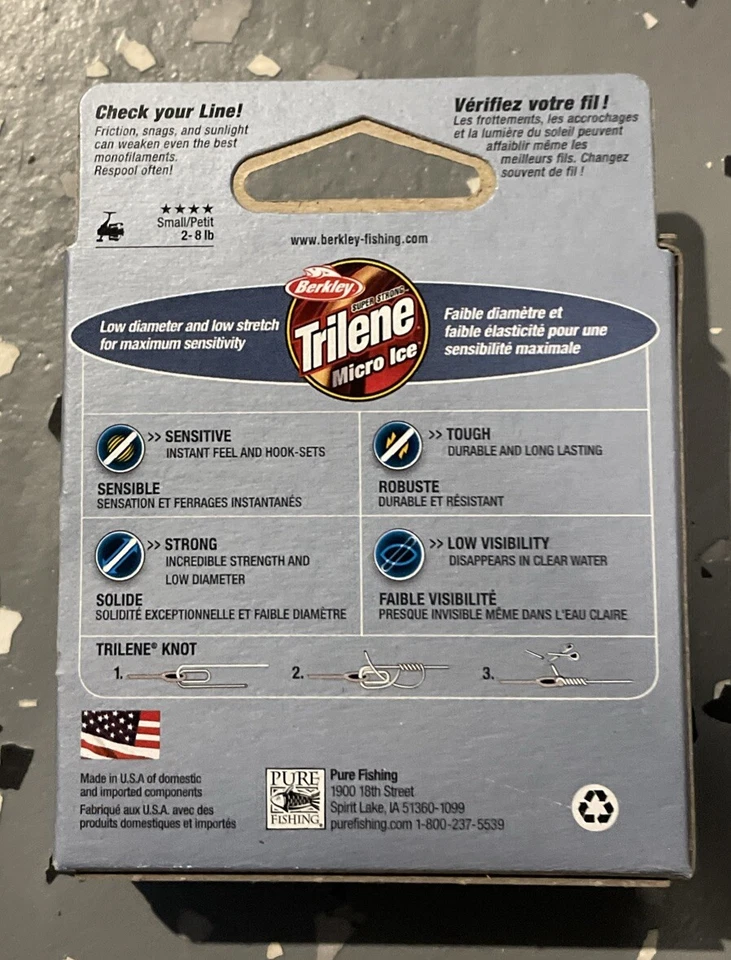 Check your Line!
Friction, snags, and sunlight
can weaken even the best
monofilaments.
Respool often!
Vérifiez votre fil !
Les frottements, les accrochages
et la lumière du soleil peuvent
affaiblir même les
meilleurs fils. Changez
souvent de fil !
★★★★
Small/Petit
2-8 lb
www.berkley-fishing.com
Berkley
SUPER STRONG
Trilene
Micro Ice
Low diameter and low stretch
for maximum sensitivity
Faible diamètre et
faible élasticité pour une
sensibilité maximale
>> SENSITIVE
INSTANT FEEL AND HOOK-SETS
SENSIBLE
SENSATION ET FERRAGES INSTANTANÉS
>> TOUGH
DURABLE AND LONG LASTING
ROBUSTE
DURABLE ET RÉSISTANT
>> STRONG
INCREDIBLE STRENGTH AND
LOW DIAMETER
SOLIDE
SOLIDITÉ EXCEPTIONNELLE ET FAIBLE DIAMÈTRE
>> LOW VISIBILITY
DISAPPEARS IN CLEAR WATER
FAIBLE VISIBILITÉ
PRESQUE INVISIBLE MÊME DANS L'EAU CLAIRE
TRILENE® KNOT
1.
2.
3.
Made in U.S.A of domestic
and imported components
Fabriqué aux U.S.A. avec des
produits domestiques et importés
PURE
FISHING®
Pure Fishing
1900 18th Street
Spirit Lake, IA 51360-1099
purefishing.com 1-800-237-5539